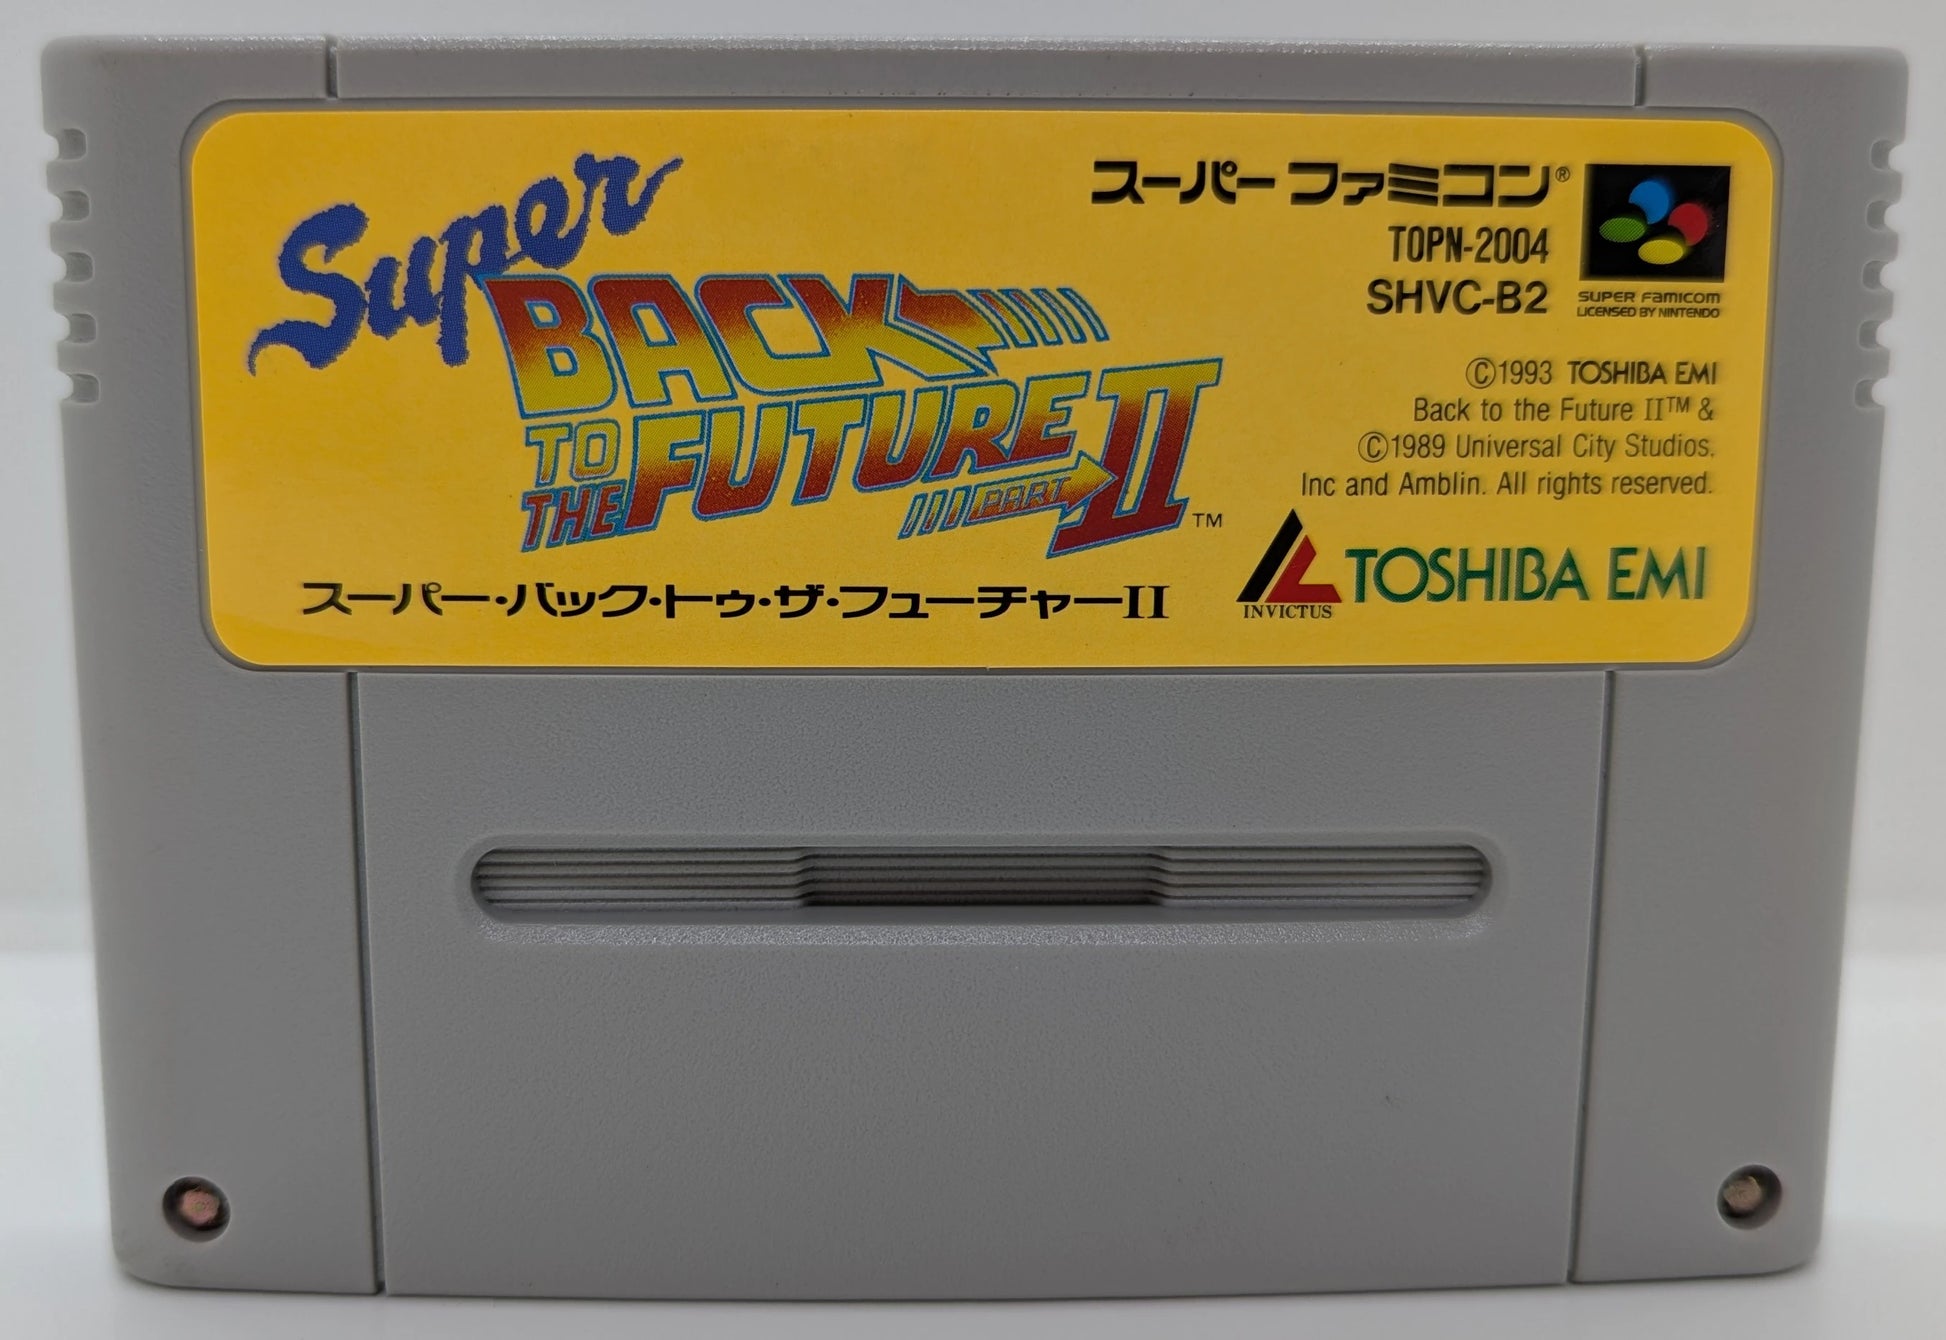 Super
BACK
TO THE FUTURE
PART II™
スーパー・バック・トゥ・ザ・フューチャーII
スーパーファミコン®
TOPN-2004
SHVC-B2
SUPER FAMICOM
LICENSED BY NINTENDO
©1993 TOSHIBA EMI
Back to the Future II™ &
©1989 Universal City Studios,
Inc and Amblin. All rights reserved.
INVICTUS
TOSHIBA EMI